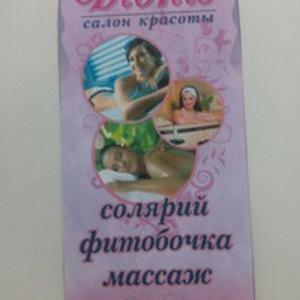 салон красоты
солярий
фитобочка
массаж